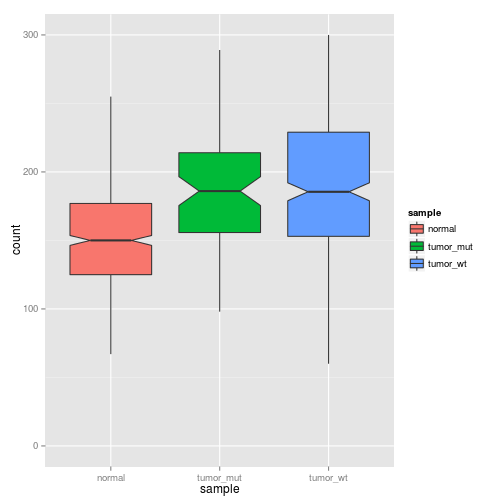 300
200
100
0
count
normal
tumor_mut
tumor_wt
sample
sample
normal
tumor_mut
tumor_wt